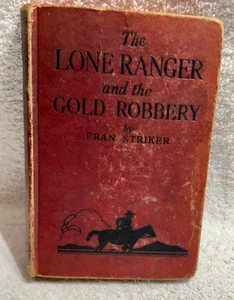 The
LONE RANGER
and the
GOLD ROBBERY
by
FRAN STRIKER